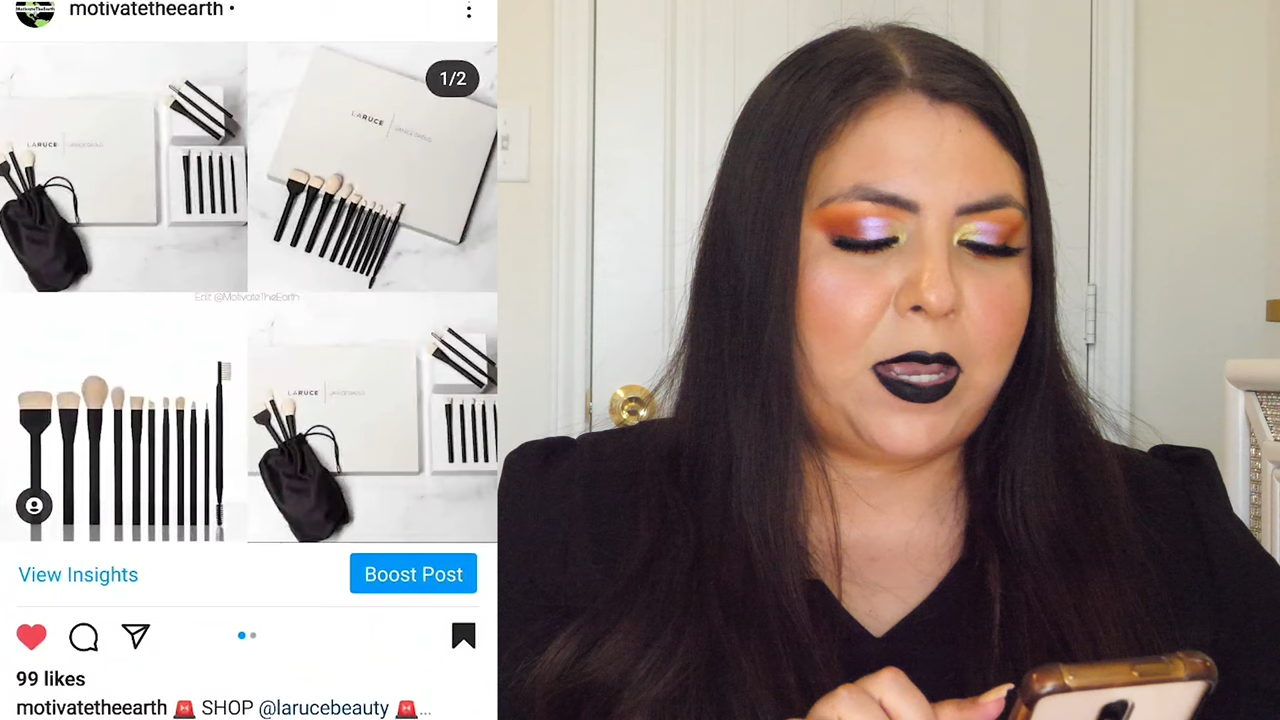 motivatetheearth •
1/2
LARUCE
LARUCE
Edit @MotivateTheEarth
LARUCE
View Insights
Boost Post
99 likes
motivatetheearth 🚨 SHOP @larucebeauty 🚨...